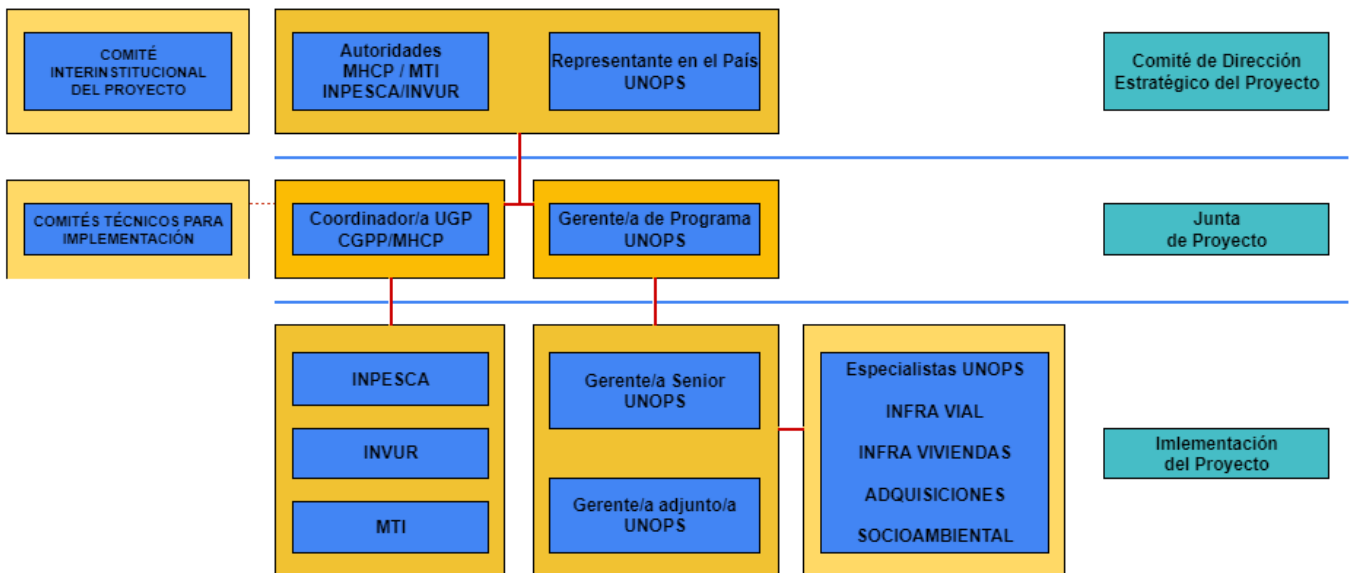 COMITÉ
INTERINSTITUCIONAL
DEL PROYECTO
Autoridades
MHCP / MTI
INPESCA/INVUR
Representante en el País
UNOPS
Comité de Dirección
Estratégico del Proyecto
COMITÉS TÉCNICOS PARA
IMPLEMENTACIÓN
Coordinador/a UGP
CGPP/MHCP
Gerente/a de Programa
UNOPS
Junta
de Proyecto
INPESCA
INVUR
MTI
Gerente/a Senior
UNOPS
Gerente/a adjunto/a
UNOPS
Especialistas UNOPS
INFRA VIAL
INFRA VIVIENDAS
ADQUISICIONES
SOCIOAMBIENTAL
Imlementación
del Proyecto